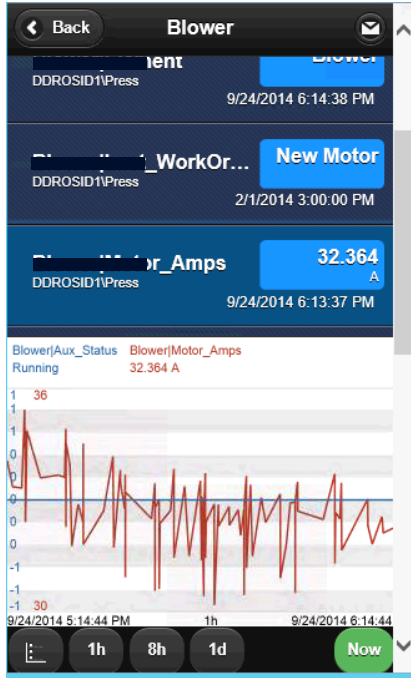 Back
Blower
DDROSID1\Press
9/24/2014 6:14:38 PM
_WorkOr...
New Motor
DDROSID1\Press
2/1/2014 3:00:00 PM
or_Amps
32.364
A
DDROSID1\Press
9/24/2014 6:13:37 PM
Blower|Aux_Status Blower|Motor_Amps
Running 32.364 A
1 36
1
1
0
0
0
0
0
-1
-1
-1 30
9/24/2014 5:14:44 PM 1h 9/24/2014 6:14:44
1h 8h 1d Now